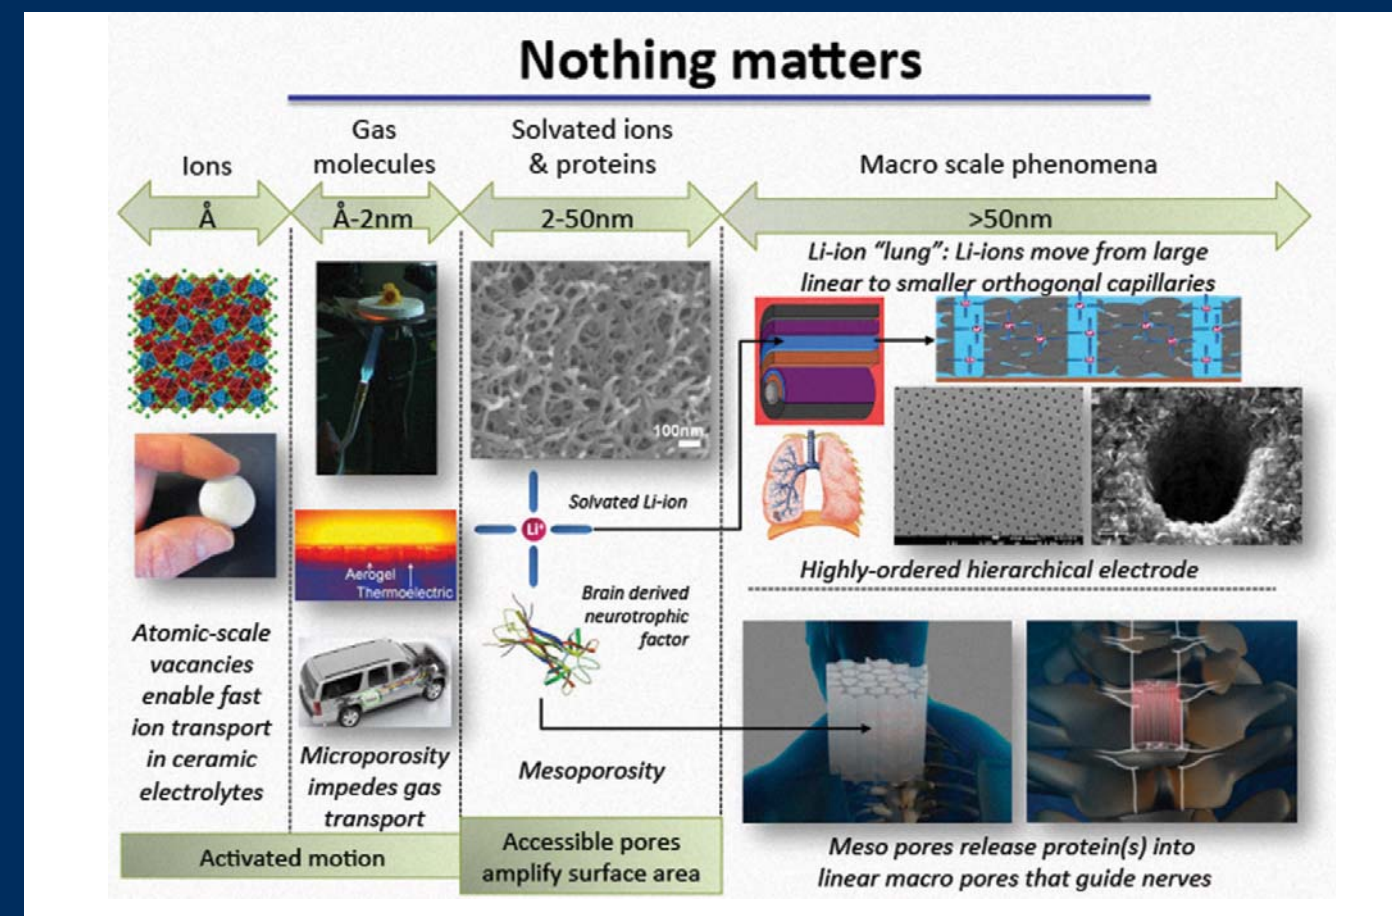 Nothing matters
Ions
Å
Gas
molecules
Å-2nm
Solvated ions
& proteins
2-50nm
Macro scale phenomena
>50nm
Atomic-scale
vacancies
enable fast
ion transport
in ceramic
electrolytes
Aerogel
Thermoelectric
Microporosity
impedes gas
transport
Activated motion
100nm
Solvated Li-ion
Li⁺
Brain derived
neurotrophic
factor
Mesoporosity
Accessible pores
amplify surface area
Li-ion “lung”: Li-ions move from large
linear to smaller orthogonal capillaries
Highly-ordered hierarchical electrode
Meso pores release protein(s) into
linear macro pores that guide nerves